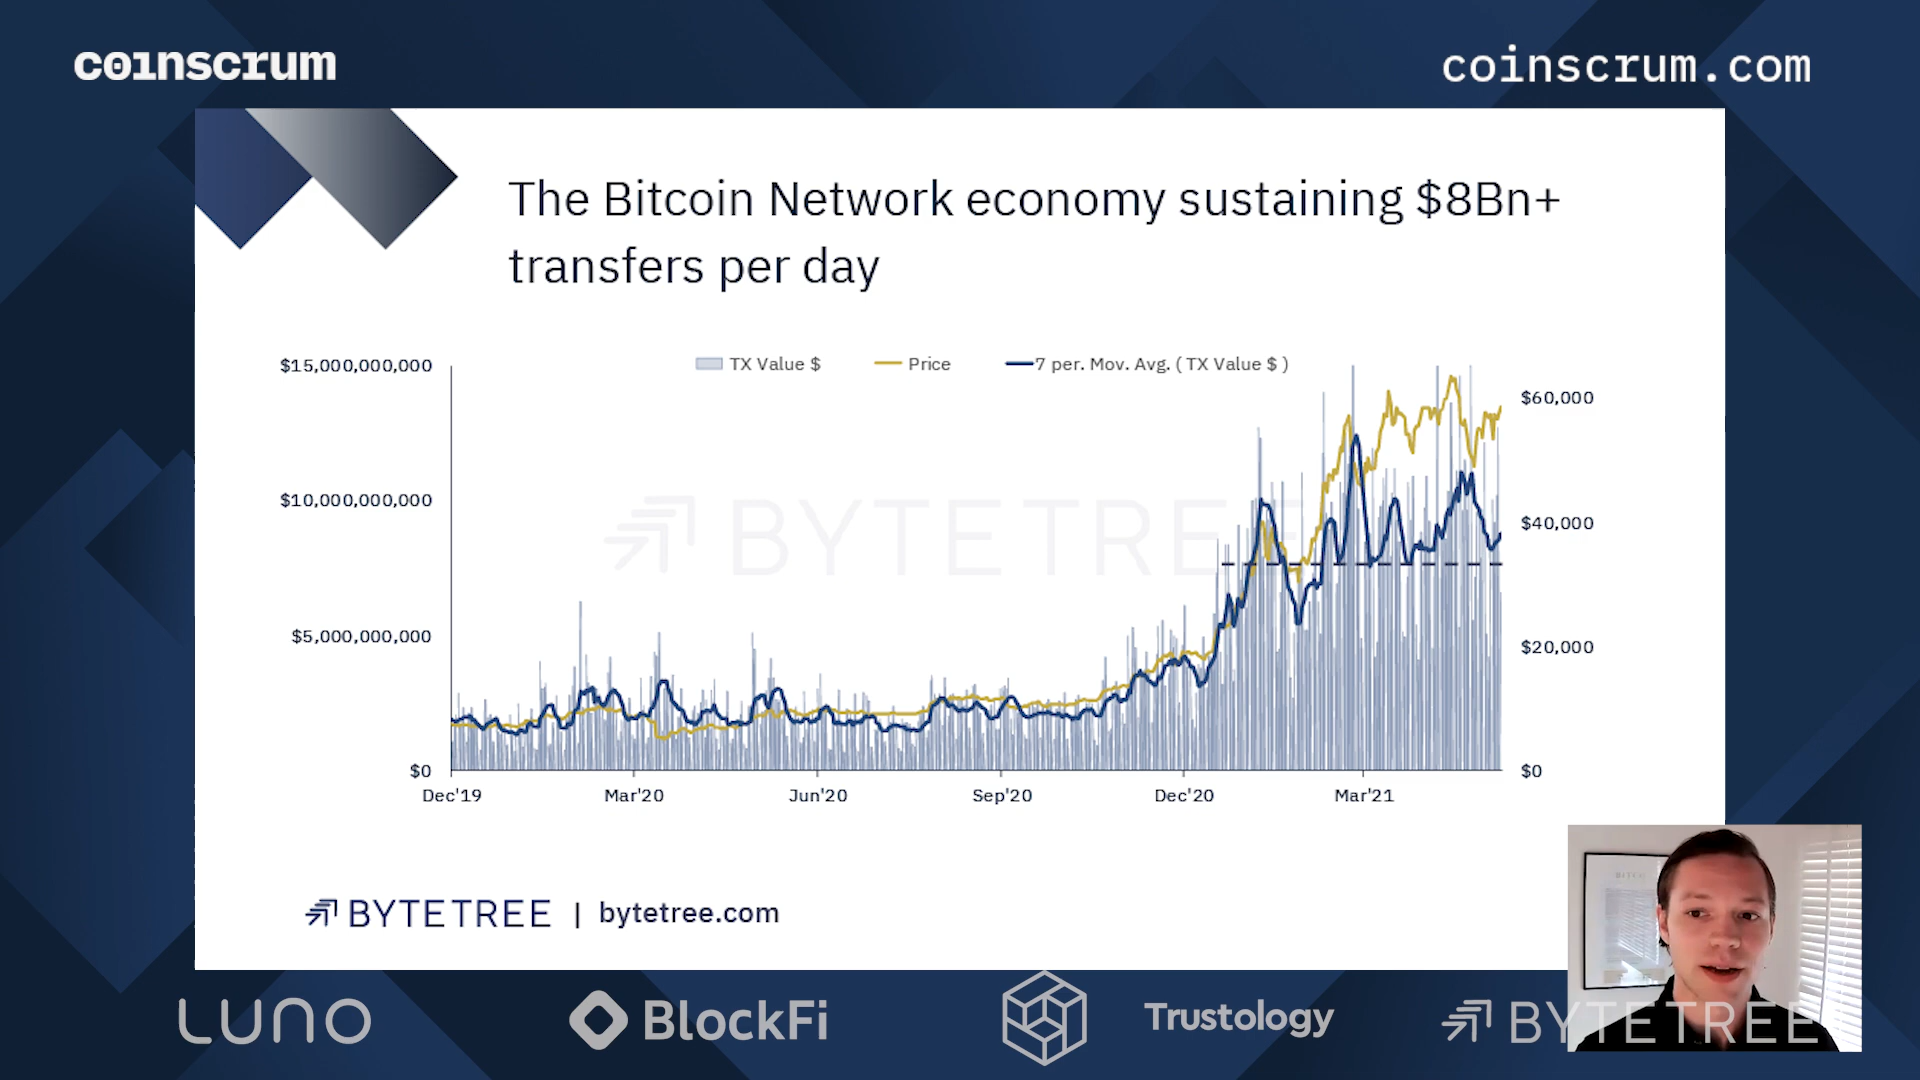 coinscrum
coinscrum.com
The Bitcoin Network economy sustaining $8Bn+
transfers per day
TX Value $
Price
7 per. Mov. Avg. ( TX Value $ )
$15,000,000,000
$10,000,000,000
$5,000,000,000
$0
$60,000
$40,000
$20,000
$0
BYTETREE
Dec'19
Mar'20
Jun'20
Sep'20
Dec'20
Mar'21
BYTETREE | bytetree.com
LUNO
BlockFi
Trustology
BYTETREE